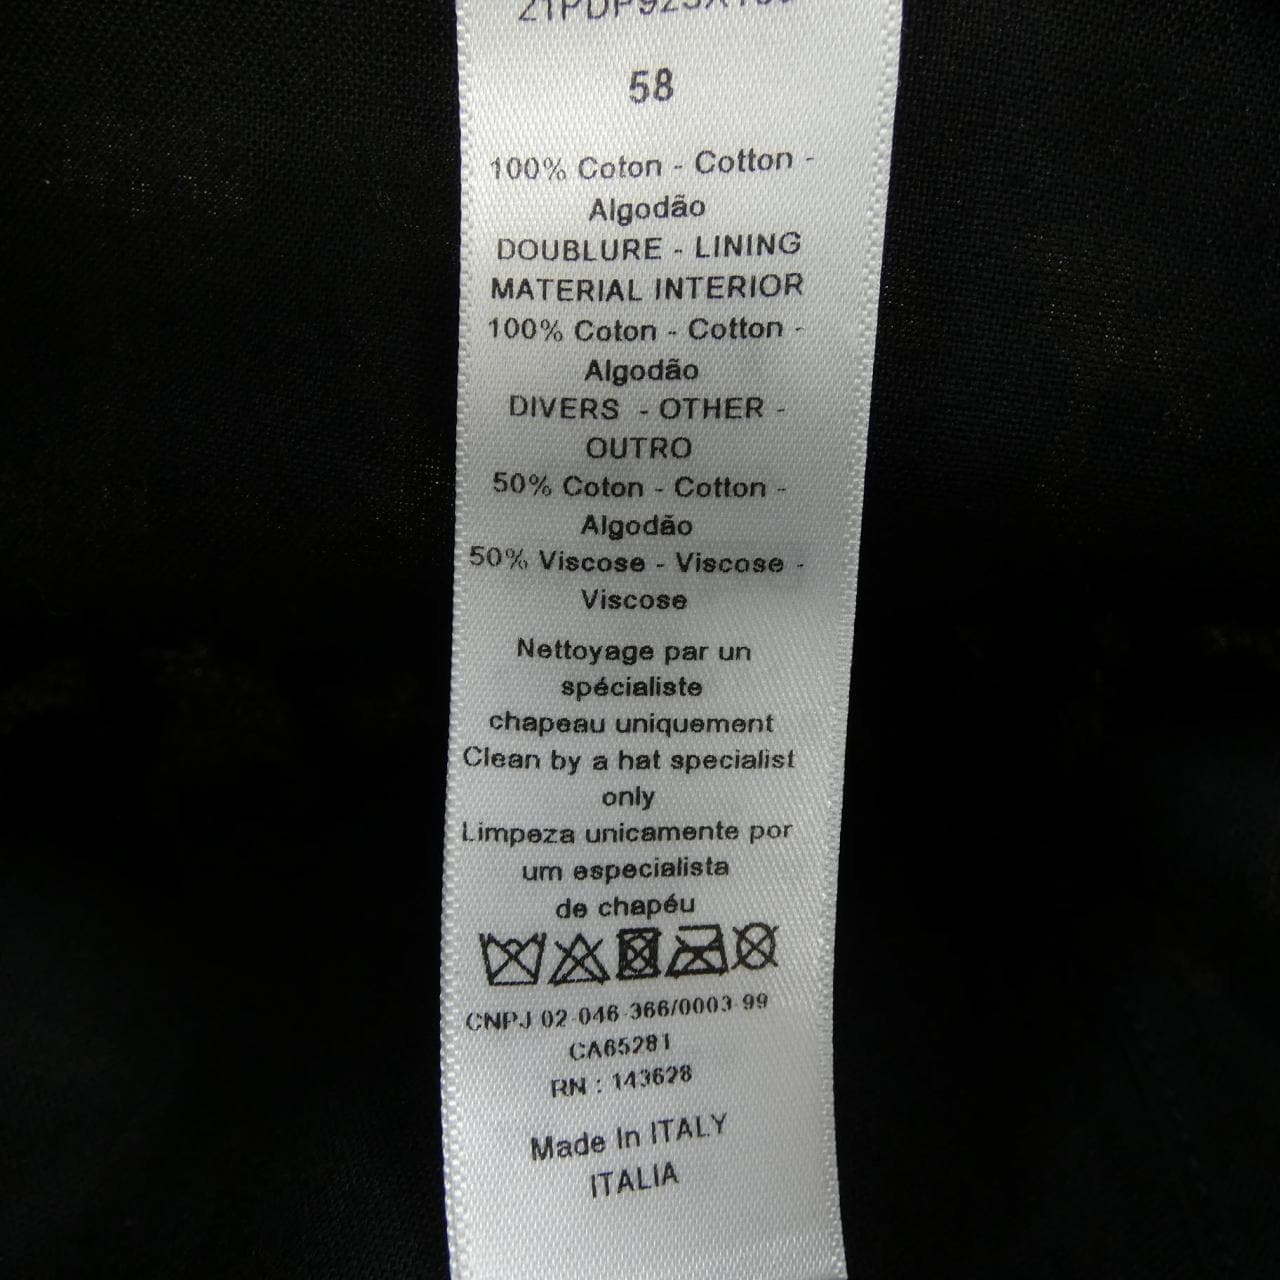 58
100% Coton - Cotton -
Algodão
DOUBLURE - LINING
MATERIAL INTERIOR
100% Coton - Cotton -
Algodão
DIVERS - OTHER -
OUTRO
50% Coton - Cotton -
Algodão
50% Viscose - Viscose -
Viscose
Nettoyage par un
spécialiste
chapeau uniquement
Clean by a hat specialist
only
Limpeza unicamente por
um especialista
de chapéu
CNPJ 02-046-366/0003-99
CA65281
RN : 143628
Made In ITALY
ITALIA